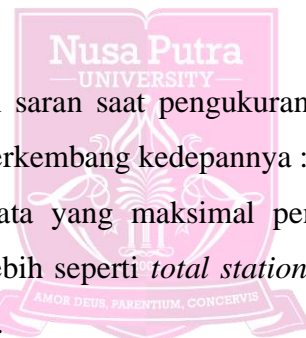 Nusa Putra
UNIVERSITY
saran saat pengukuran
erkembang kedepannya :
ata yang maksimal
ebih seperti total station
AMOR DEUS, PARENTIUM, CONCERVIS